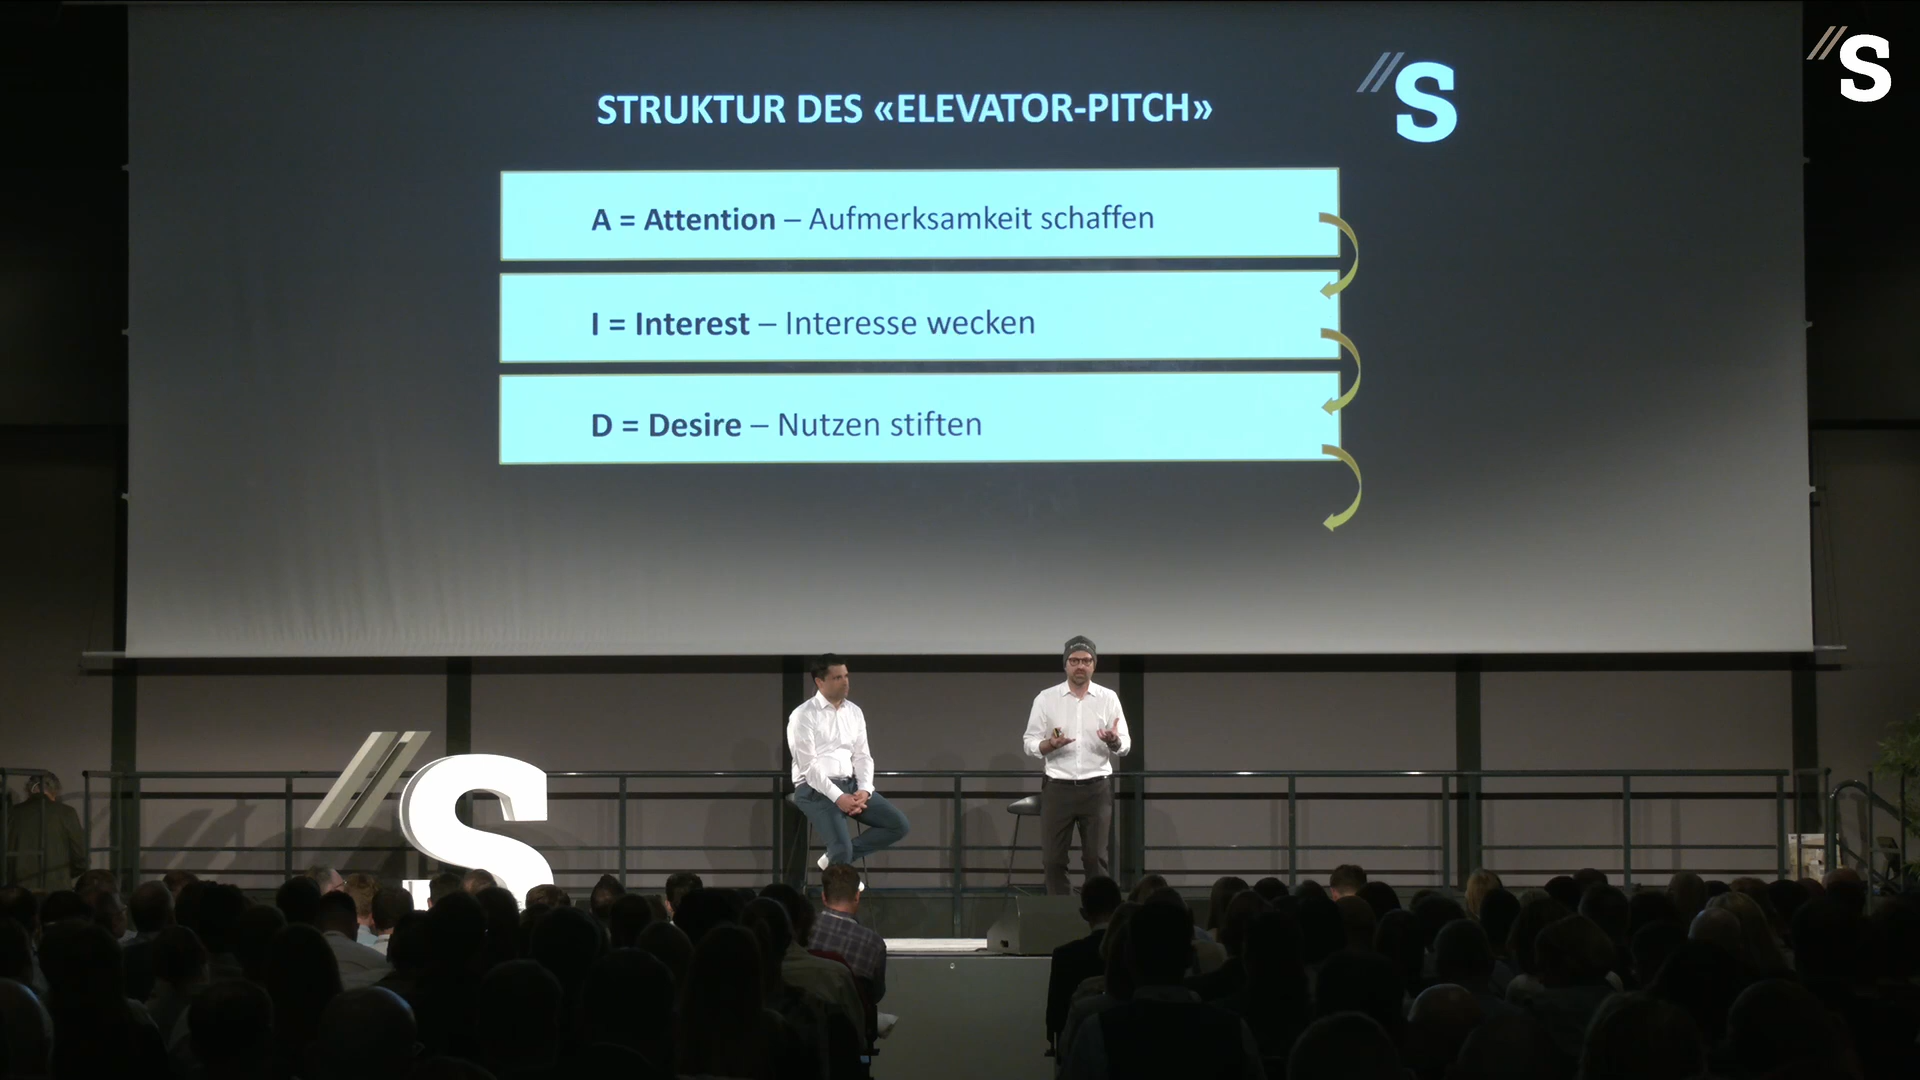 //S
STRUKTUR DES «ELEVATOR-PITCH»
//S
A = Attention – Aufmerksamkeit schaffen
I = Interest – Interesse wecken
D = Desire – Nutzen stiften
//S